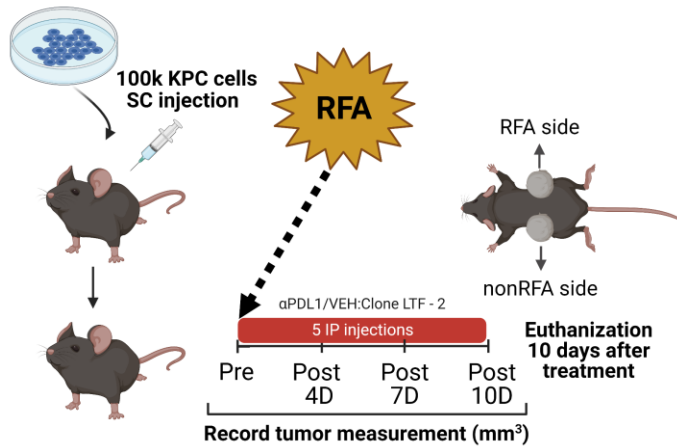 100k KPC cells
SC injection
RFA
RFA side
nonRFA side
αPDL1/VEH:Clone LTF - 2
5 IP injections
Pre
Post
4D
Post
7D
Post
10D
Euthanization
10 days after
treatment
Record tumor measurement (mm³)